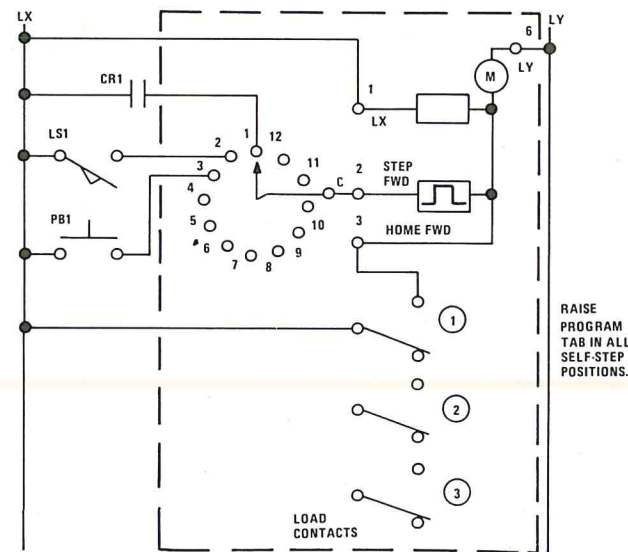 LX
LY
6
LY
M
CR1
1
LX
LS1
2
1
12
3
11
2
STEP
FWD
4
C
PB1
5
10
3
HOME FWD
6
9
7
8
1
RAISE
PROGRAM
TAB IN ALL
SELF-STEP
POSITIONS.
2
3
LOAD
CONTACTS